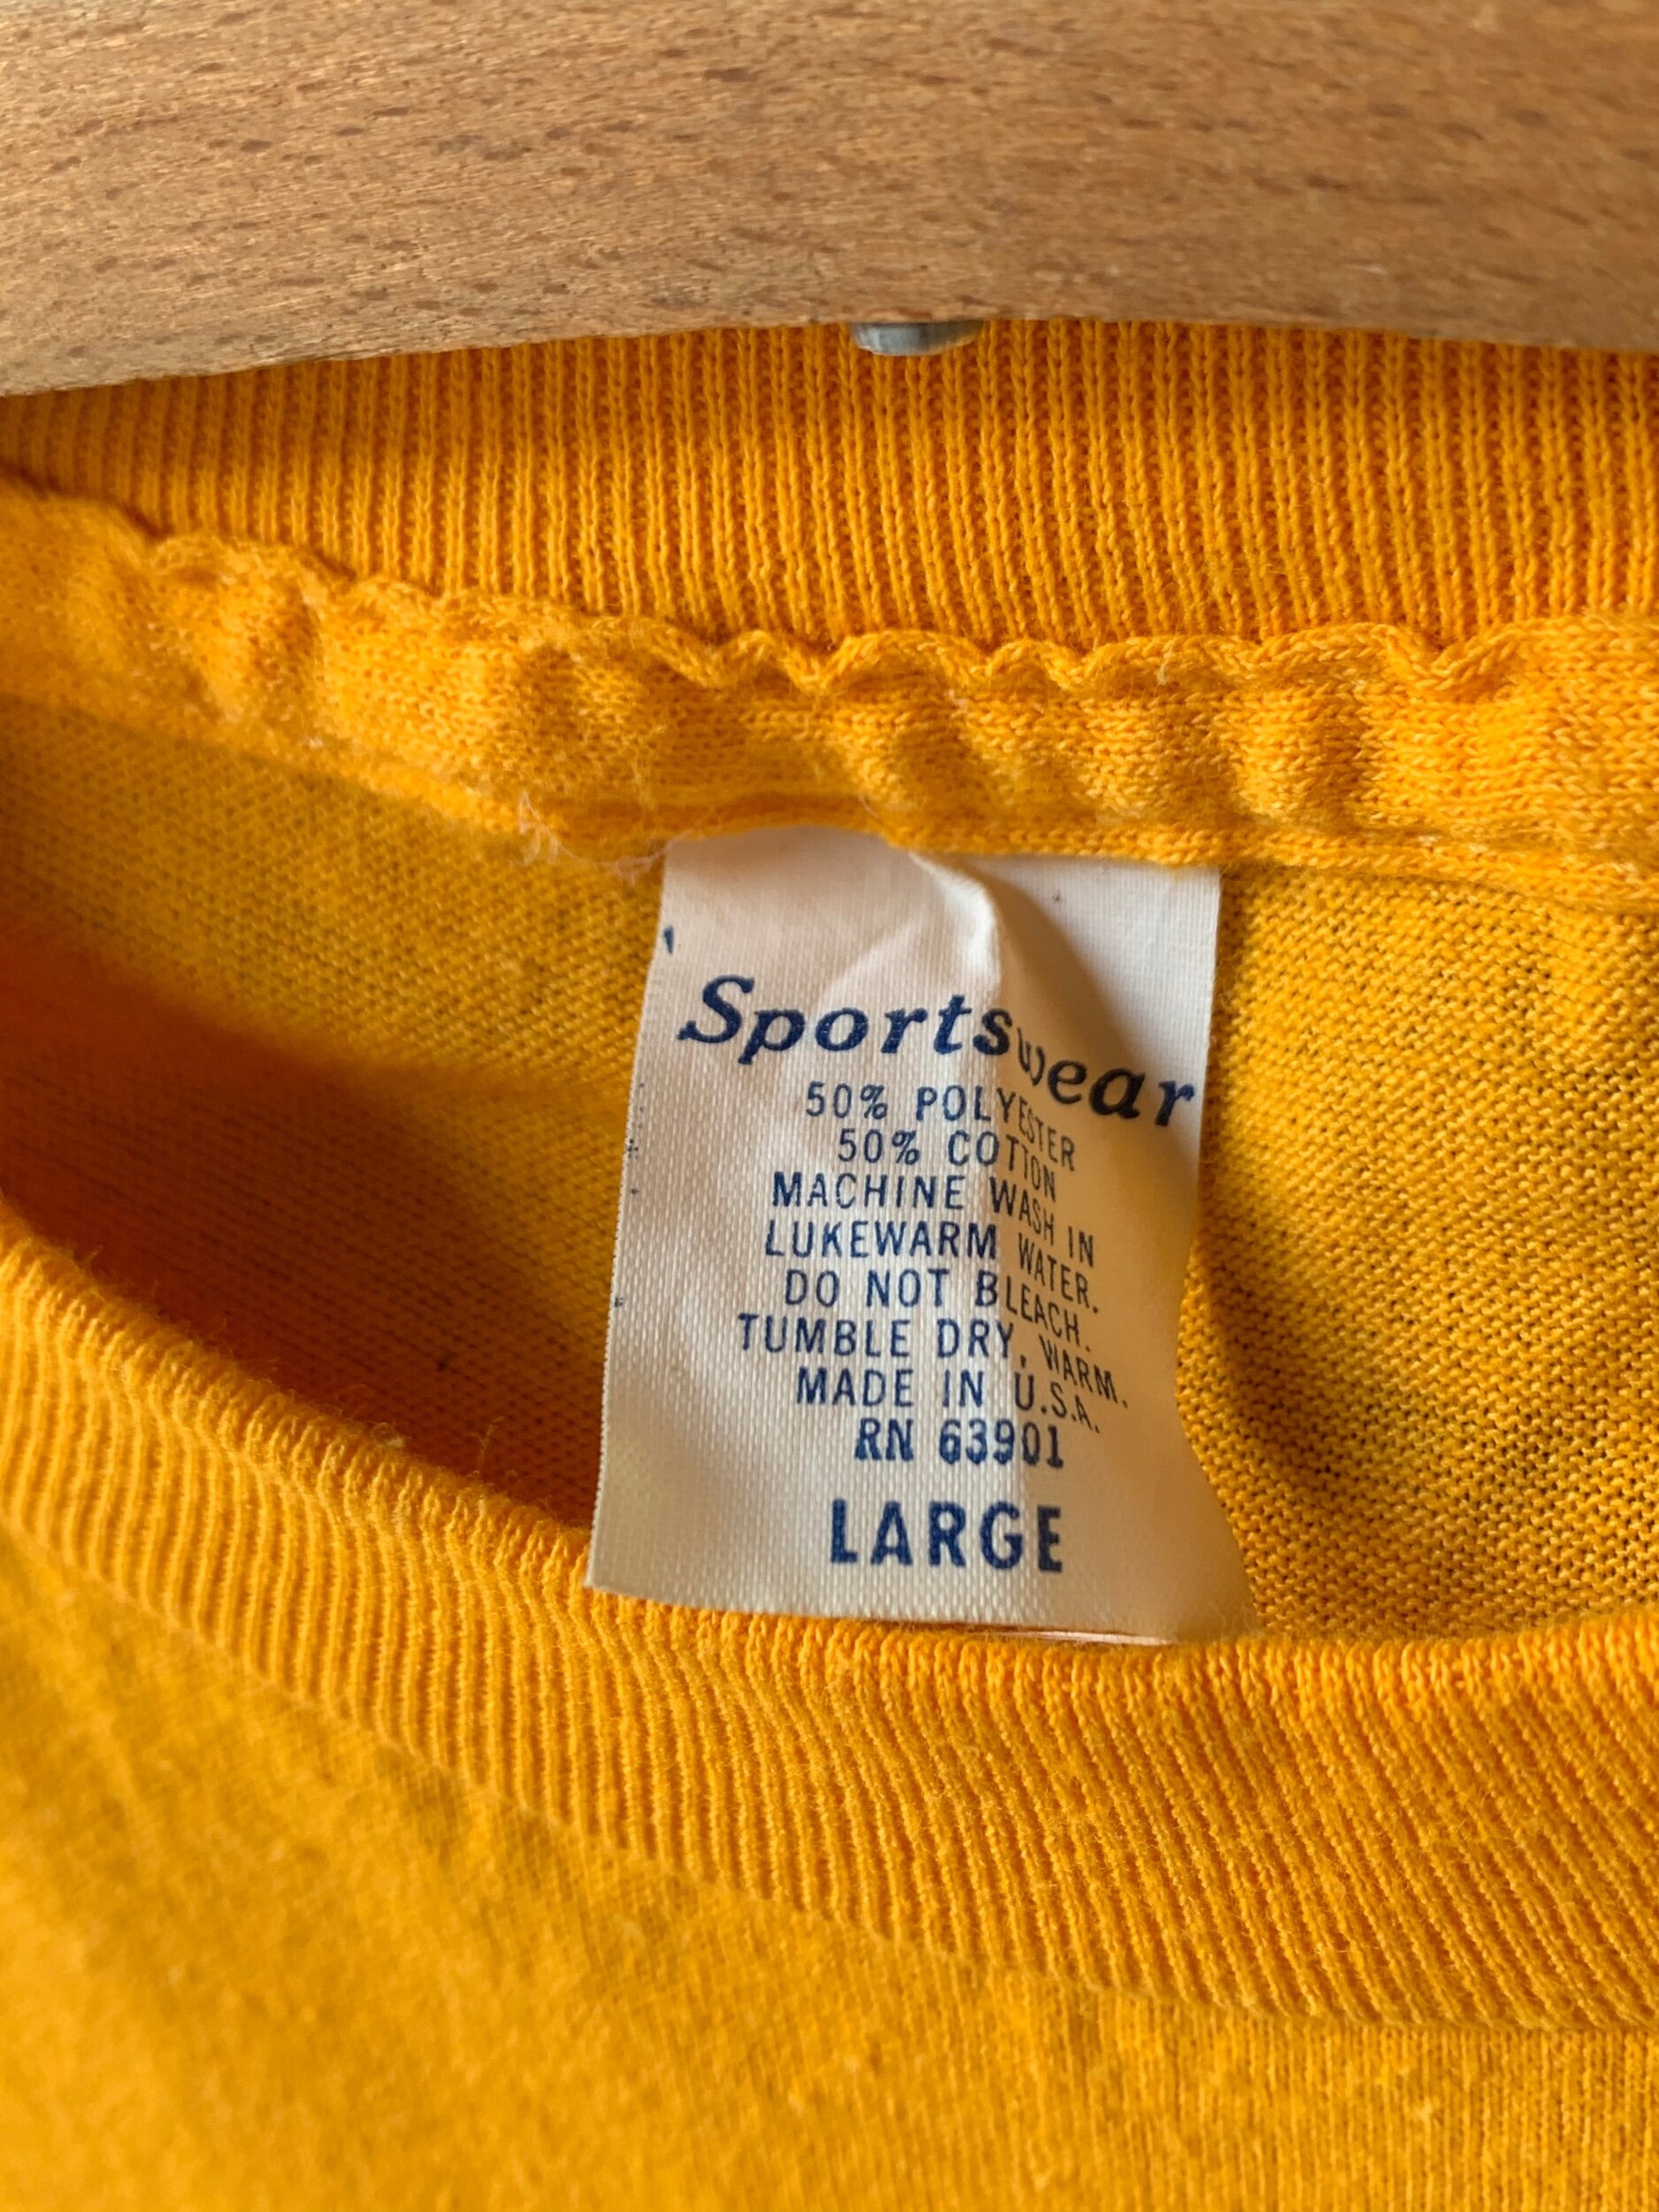 Sportswear
50% POLYESTER
50% COTTON
MACHINE WASH IN
LUKEWARM WATER.
DO NOT BLEACH.
TUMBLE DRY, WARM.
MADE IN U.S.A.
RN 63901
LARGE